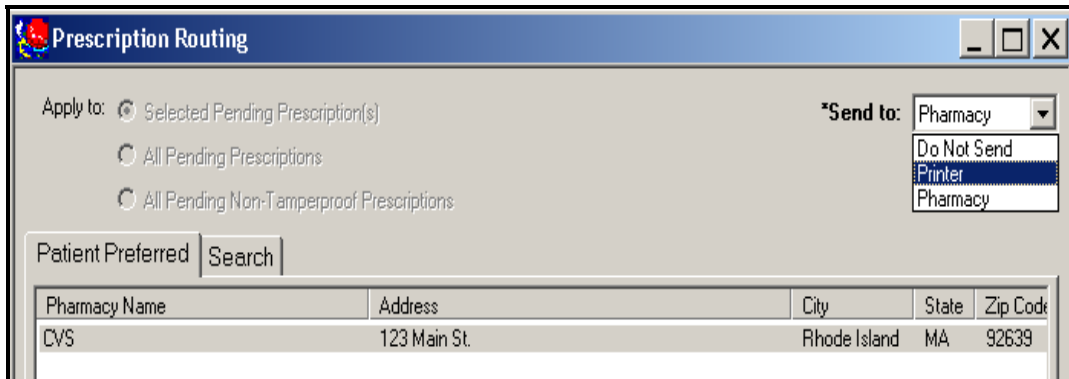 Prescription Routing
Apply to: Selected Pending Prescription(s)
All Pending Prescriptions
All Pending Non-Tamperproof Prescriptions
*Send to: Pharmacy
Do Not Send
Printer
Pharmacy
Patient Preferred Search
Pharmacy Name Address City State Zip Code
CVS 123 Main St. Rhode Island MA 92639